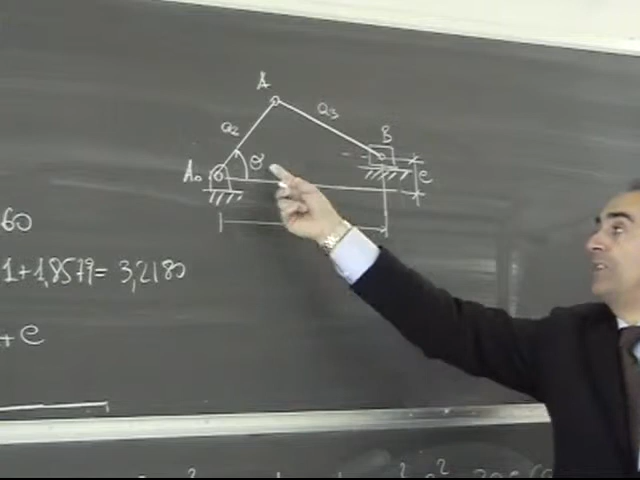 A
a3
a2
B
A0
θ
e
60
1+1,8579= 3,2180
+ e